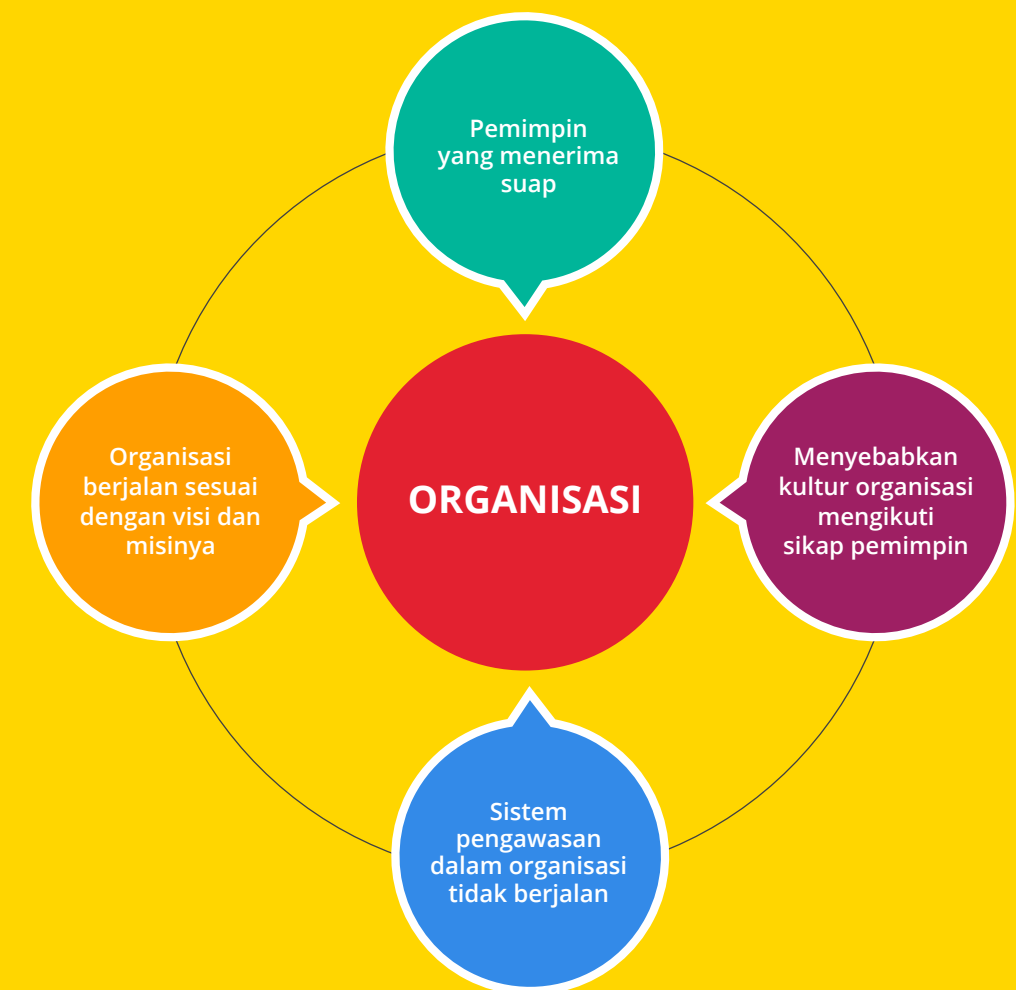 Pemimpin
yang menerima
suap
Organisasi
berjalan sesuai
dengan visi dan
misinya
ORGANISASI
Menyebabkan
kultur organisasi
mengikuti
sikap pemimpin
Sistem
pengawasan
dalam organisasi
tidak berjalan